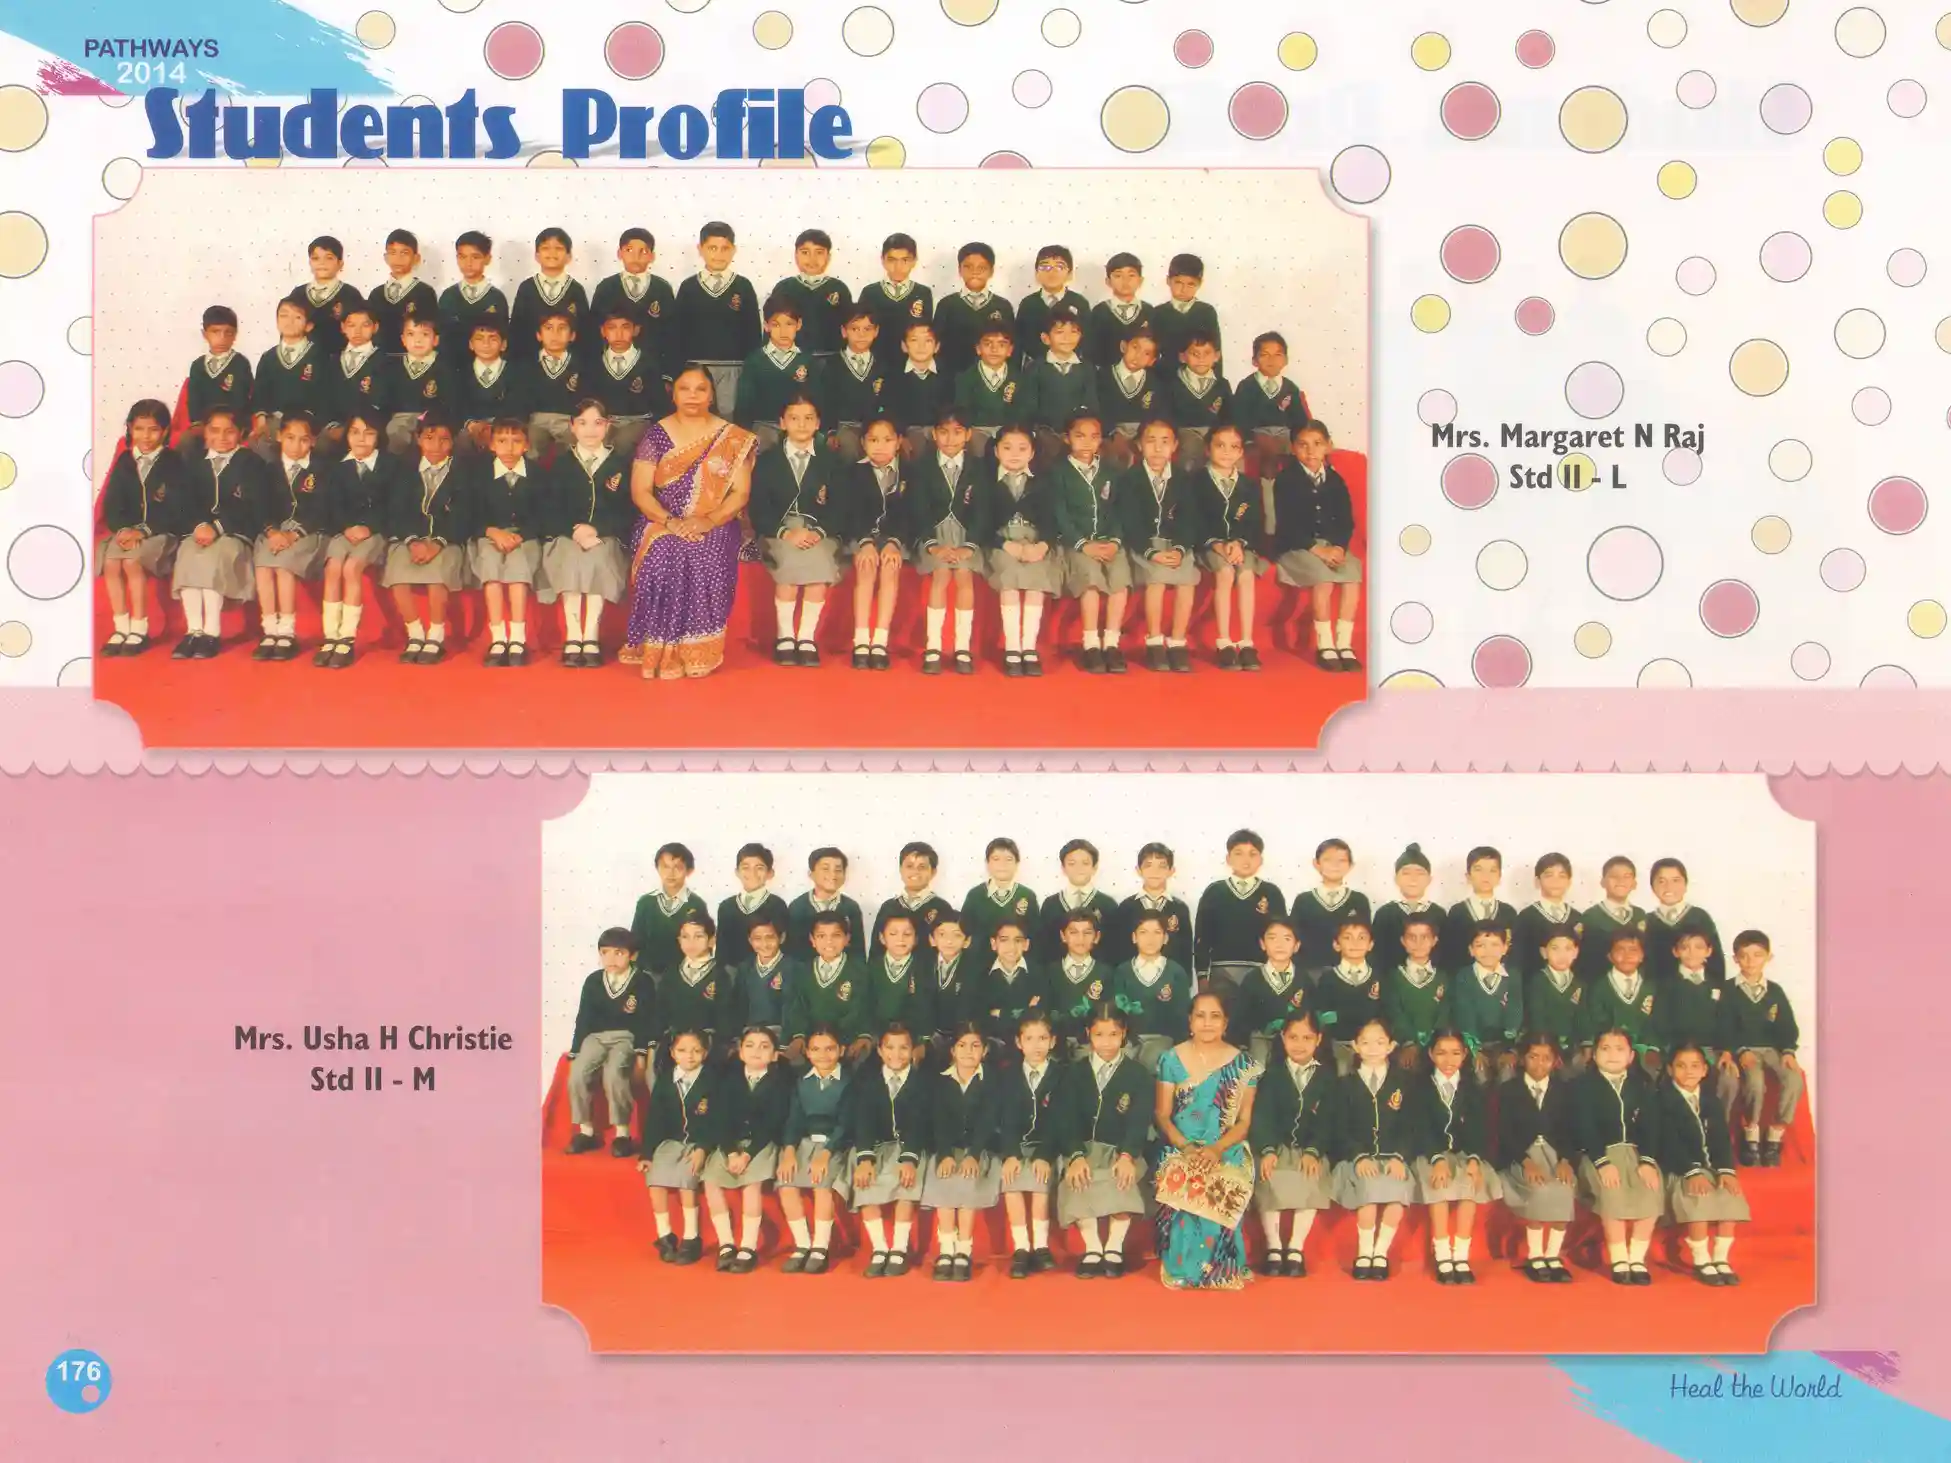 PATHWAYS
2014
Students Profile
Mrs. Margaret N Raj
Std II - L
Mrs. Usha H Christie
Std II - M
176
Heal the World